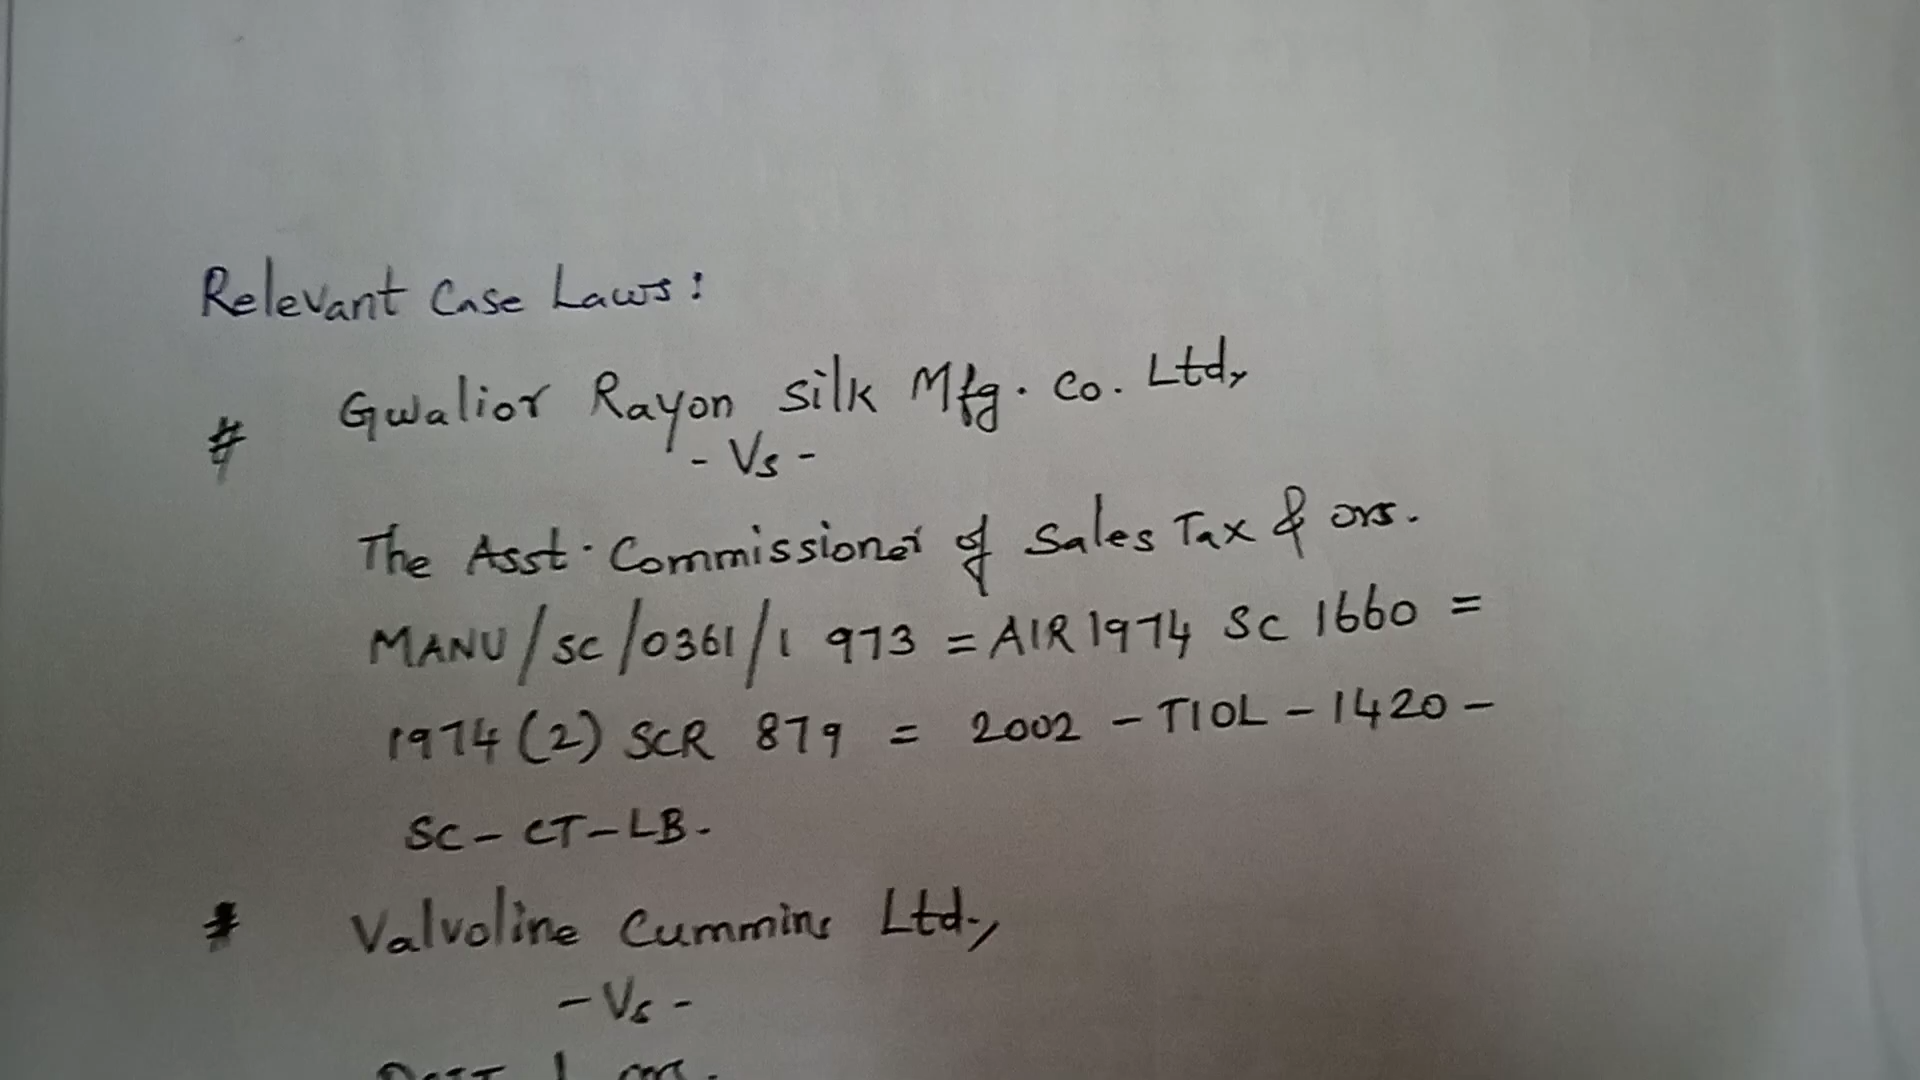 Relevant Case Laws:
# Gwalior Rayon Silk Mfg. Co. Ltd,
- Vs -
The Asst. Commissioner of Sales Tax & ors.
MANU/SC/0361/1973 = AIR 1974 SC 1660 =
1974 (2) SCR 879 = 2002 - TIOL - 1420 -
SC - CT - LB.
# Valvoline Cummins Ltd.,
- Vs -